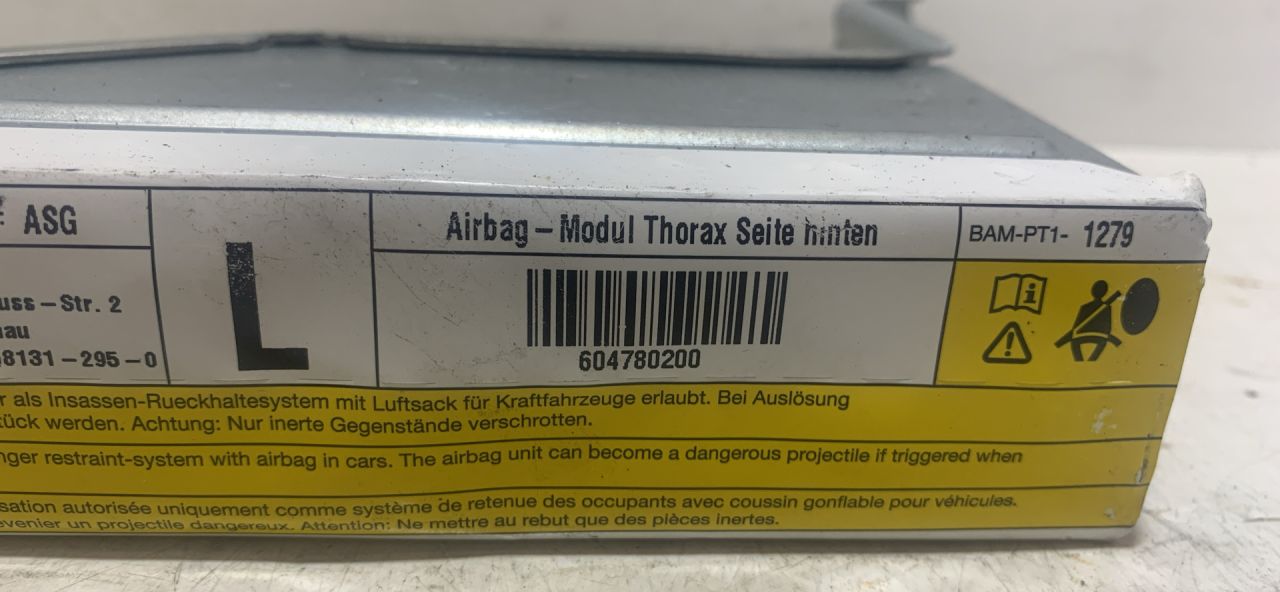 ASG
L
Airbag – Modul Thorax Seite hinten
BAM-PT1- 1279
uss – Str. 2
au
8131 – 295 – 0
604780200
r als Insassen-Rueckhaltesystem mit Luftsack für Kraftfahrzeuge erlaubt. Bei Auslösung
tück werden. Achtung: Nur inerte Gegenstände verschrotten.
nger restraint-system with airbag in cars. The airbag unit can become a dangerous projectile if triggered when
sation autorisée uniquement comme système de retenue des occupants avec coussin gonflable pour véhicules.
evenier un projectile dangereux. Attention: Ne mettre au rebut que des pièces inertes.